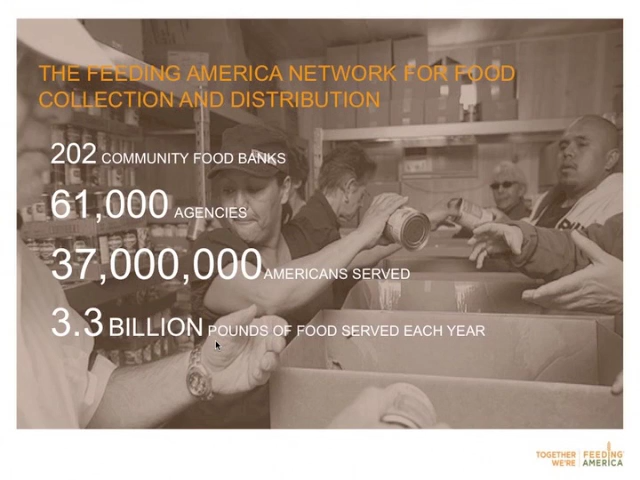 THE FEEDING AMERICA NETWORK FOR FOOD
COLLECTION AND DISTRIBUTION
202 COMMUNITY FOOD BANKS
61,000 AGENCIES
37,000,000 AMERICANS SERVED
3.3 BILLION POUNDS OF FOOD SERVED EACH YEAR
TOGETHER WE'RE
FEEDING AMERICA